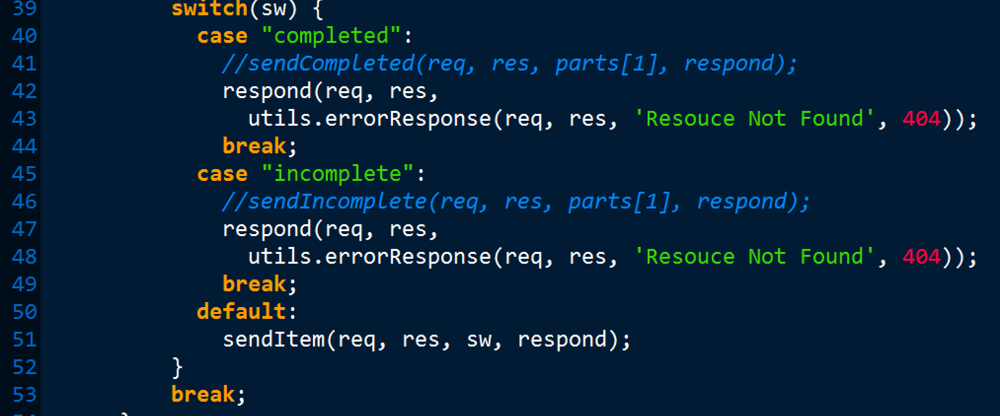 39 switch(sw) {
40 case "completed":
41 //sendCompleted(req, res, parts[1], respond);
42 respond(req, res,
43 utils.errorResponse(req, res, 'Resouce Not Found', 404));
44 break;
45 case "incomplete":
46 //sendIncomplete(req, res, parts[1], respond);
47 respond(req, res,
48 utils.errorResponse(req, res, 'Resouce Not Found', 404));
49 break;
50 default:
51 sendItem(req, res, sw, respond);
52 }
53 break;